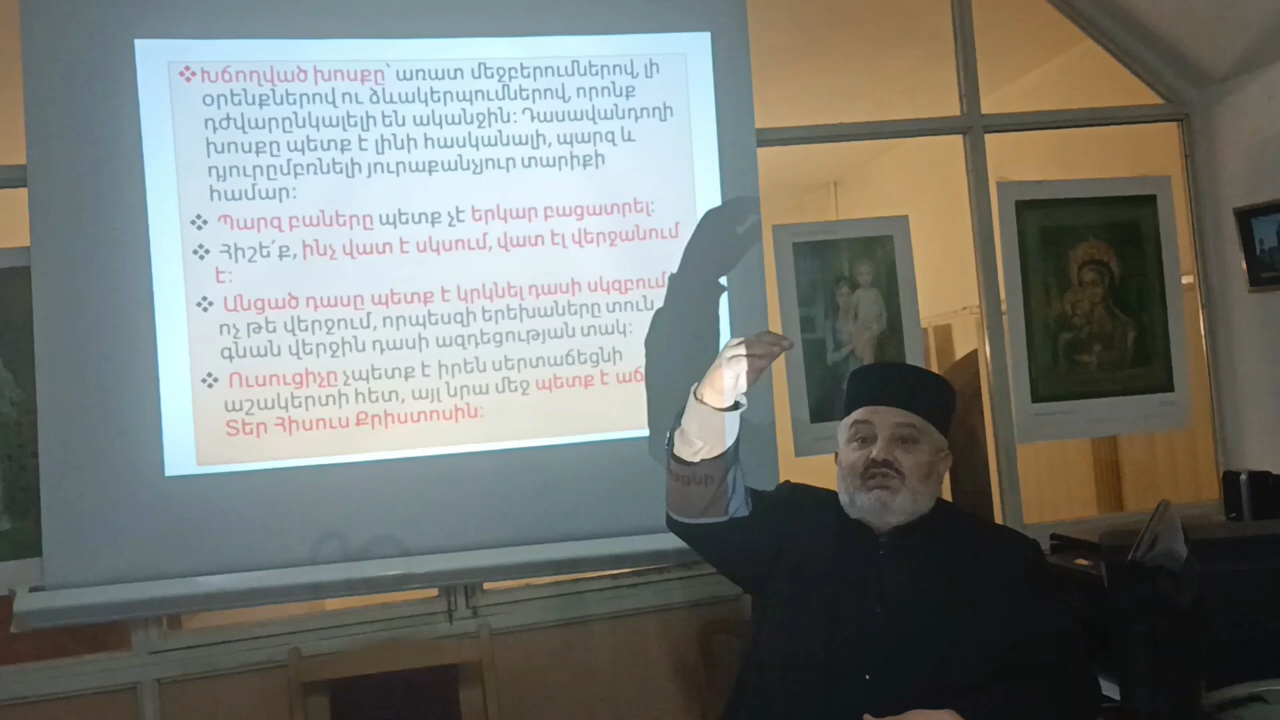 ❖Խճողված խոսքը՝ առատ մեջբերումներով, լի
օրենքներով ու ձևակերպումներով, որոնք
դժվարընկալելի են ականջին: Դասավանդողի
խոսքը պետք է լինի հասկանալի, պարզ և
դյուրըմբռնելի յուրաքանչյուր տարիքի
համար:
❖ Պարզ բաները պետք չէ երկար բացատրել:
❖ Հիշե՛ք, ինչ վատ է սկսում, վատ էլ վերջանում
է:
❖ Անցած դասը պետք է կրկնել դասի սկզբում,
ոչ թե վերջում, որպեսզի երեխաները տուն
գնան վերջին դասի ազդեցության տակ:
❖ Ուսուցիչը չպետք է իրեն սերտաճեցնի
աշակերտի հետ, այլ նրա մեջ պետք է
Տեր Հիսուս Քրիստոսին: